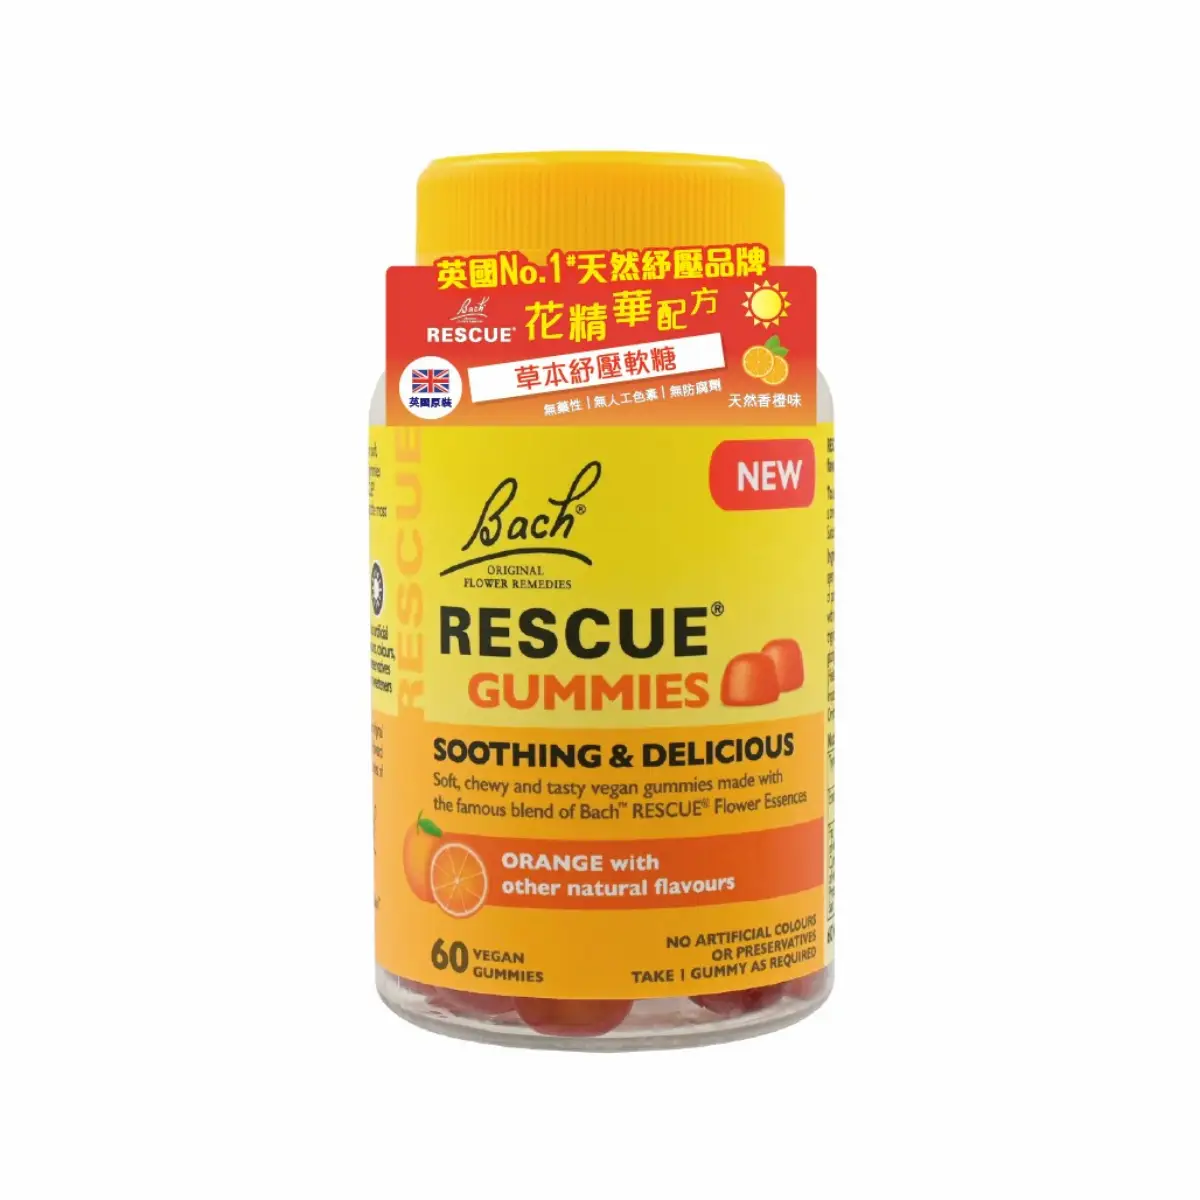 英國No.1#天然紓壓品牌
Bach
RESCUE®
花精華配方
草本紓壓軟糖
無藥性 | 無人工色素 | 無防腐劑
英國原裝
天然香橙味
RESCUE
NEW
Bach®
ORIGINAL
FLOWER REMEDIES
RESCUE®
GUMMIES
SOOTHING & DELICIOUS
Soft, chewy and tasty vegan gummies made with
the famous blend of Bach™ RESCUE® Flower Essences
ORANGE with
other natural flavours
60 VEGAN
GUMMIES
NO ARTIFICIAL COLOURS
OR PRESERVATIVES
TAKE 1 GUMMY AS REQUIRED